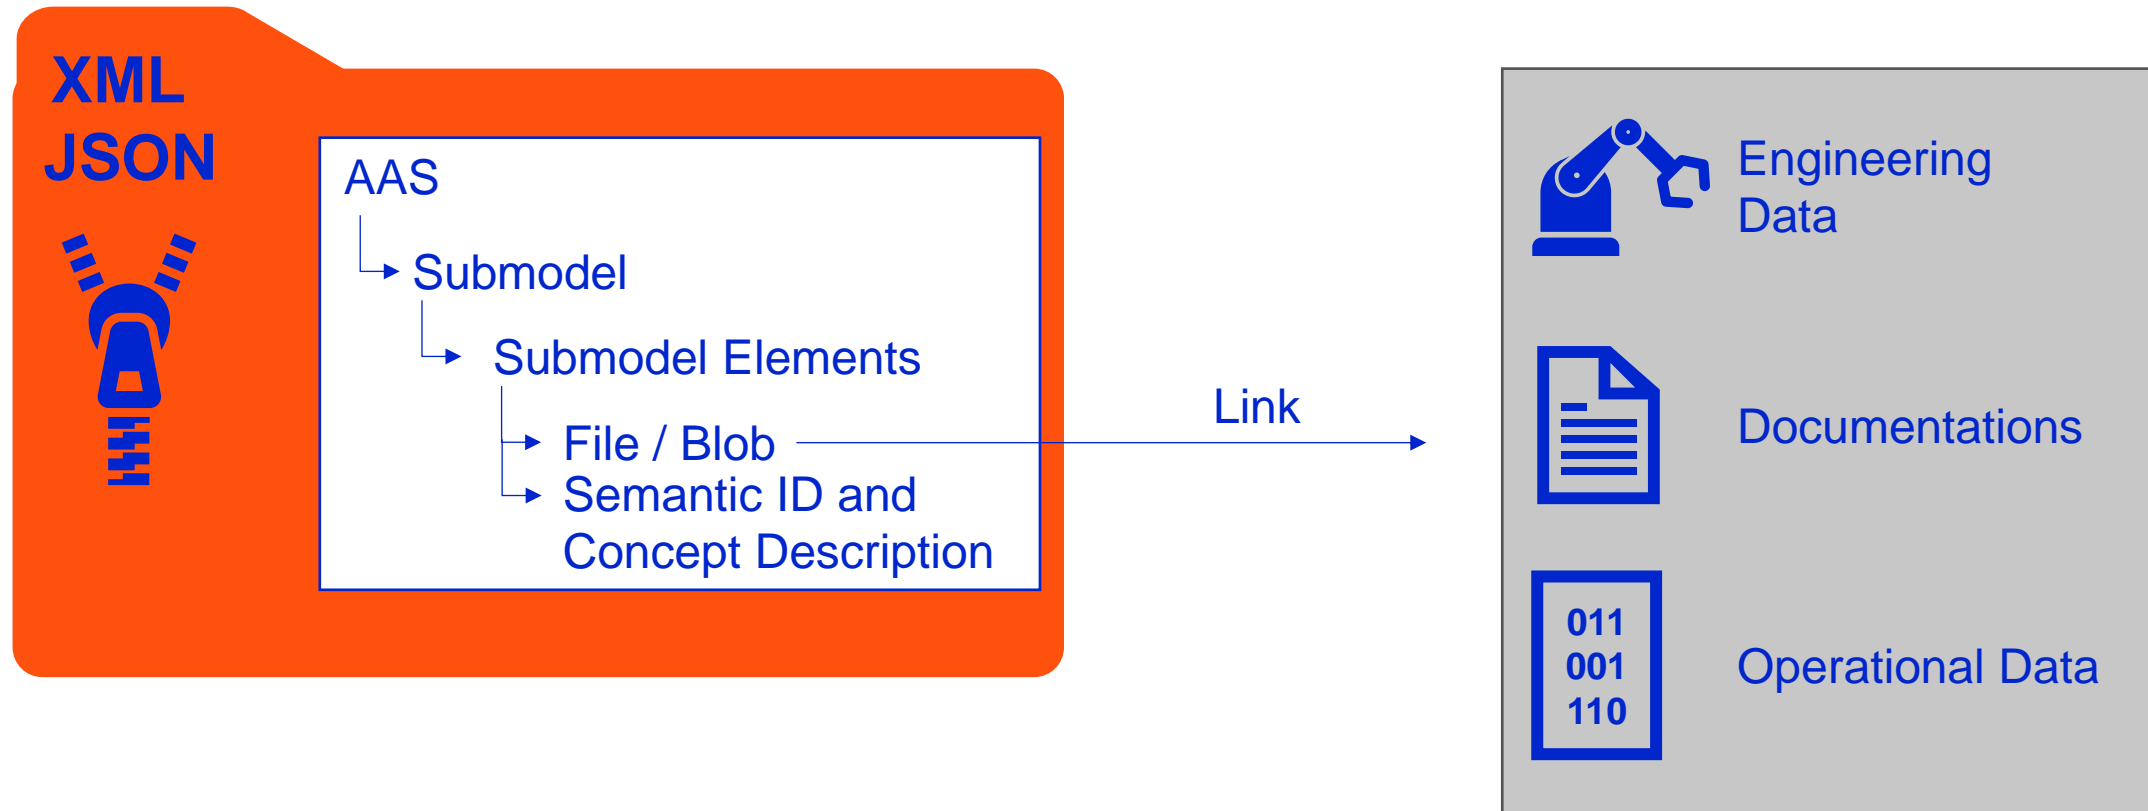 XML
JSON
AAS
Submodel
Submodel Elements
File / Blob
Semantic ID and
Concept Description
Link
Engineering
Data
Documentations
011
001
110
Operational Data